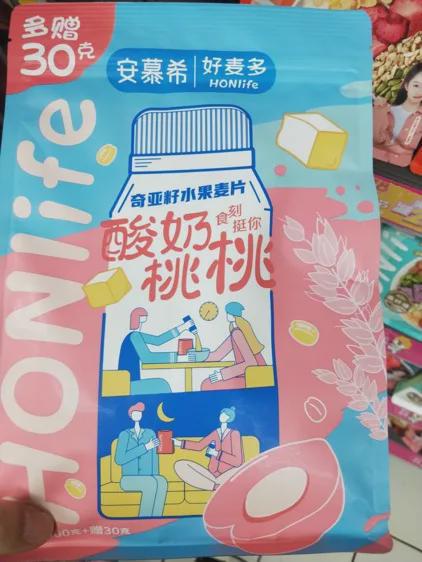 多赠
30克
安慕希 好麦多
HONlife
HONlife
奇亚籽水果麦片
酸奶 食刻
桃桃 挺你
00克+赠30克